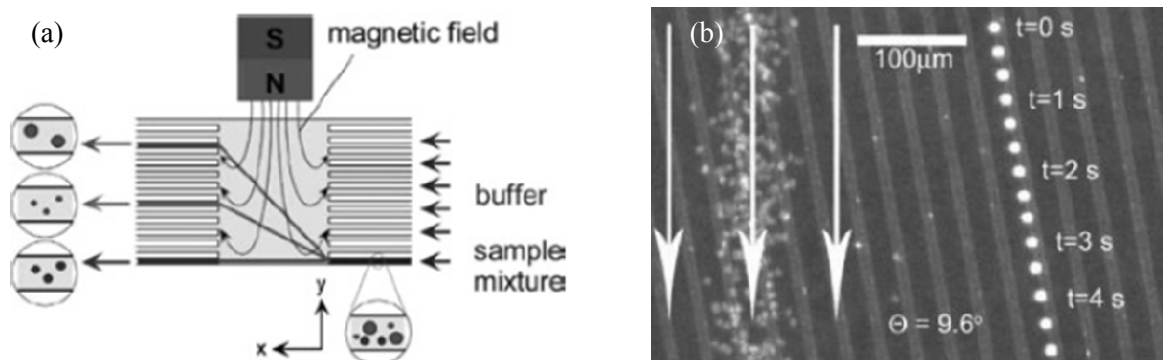 (a)
S
N
magnetic field
buffer
sample
mixture
y
x
(b)
100μm
t=0 s
t=1 s
t=2 s
t=3 s
t=4 s
Θ = 9.6°